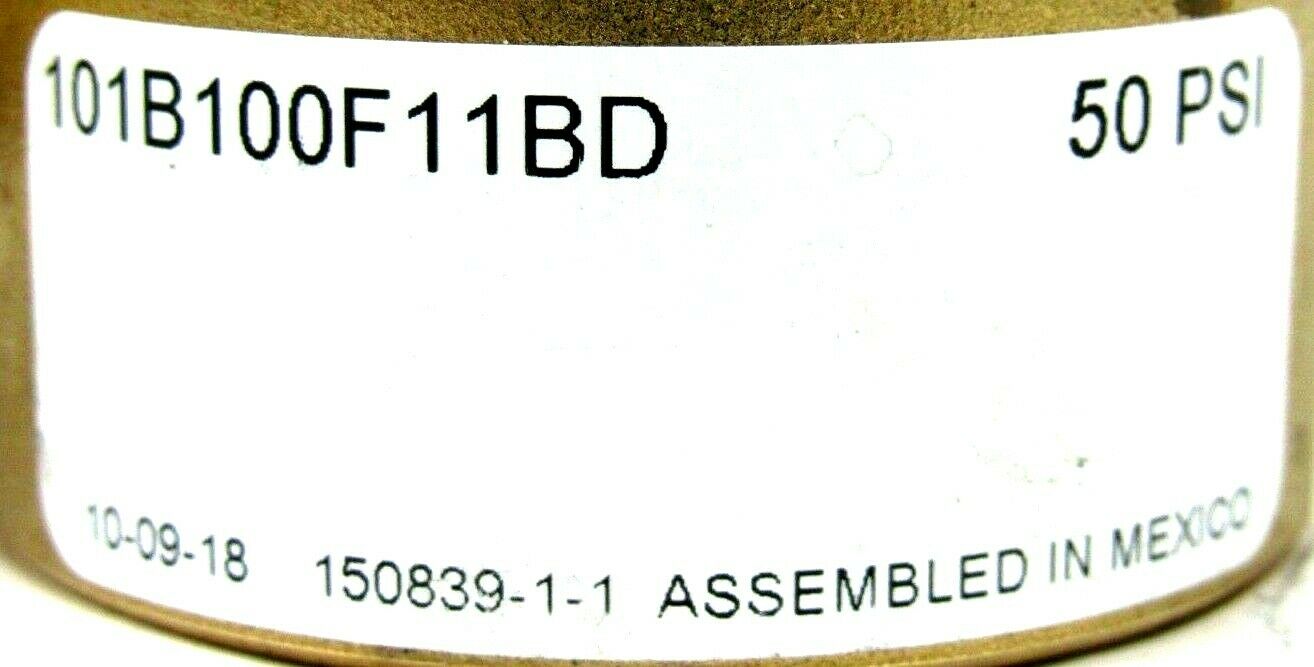 101B100F11BD 50 PSI
10-09-18 150839-1-1 ASSEMBLED IN MEXICO